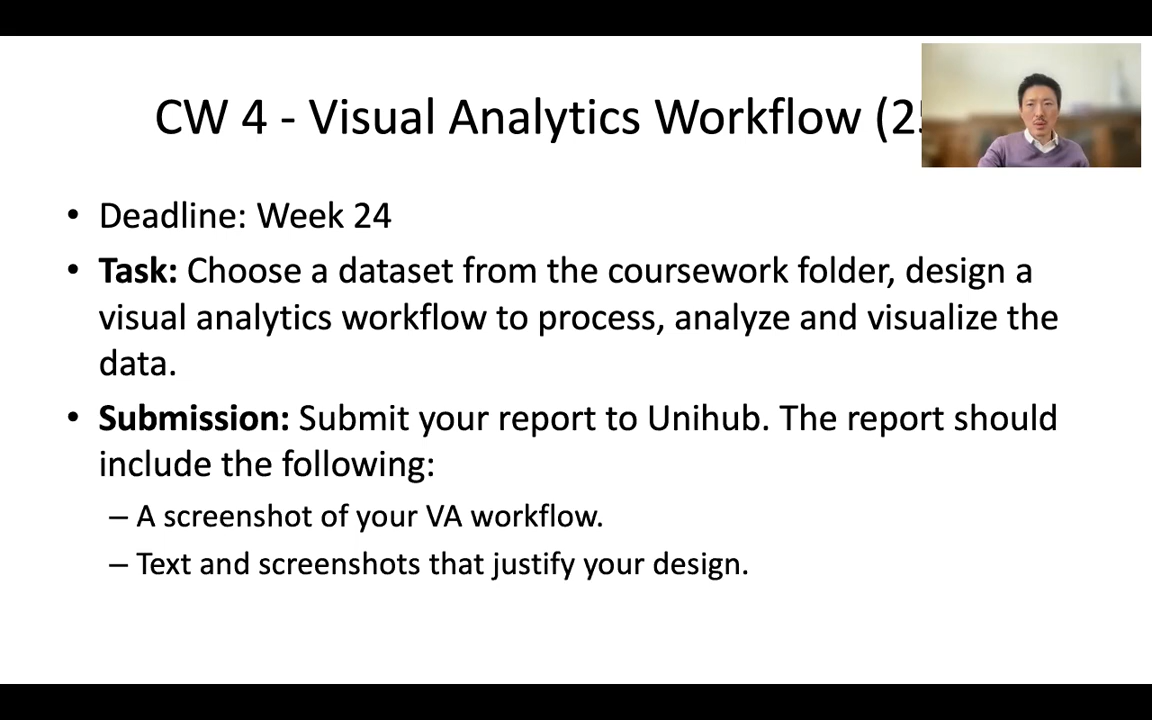 CW 4 - Visual Analytics Workflow (2
• Deadline: Week 24
• Task: Choose a dataset from the coursework folder, design a
visual analytics workflow to process, analyze and visualize the
data.
• Submission: Submit your report to Unihub. The report should
include the following:
– A screenshot of your VA workflow.
– Text and screenshots that justify your design.